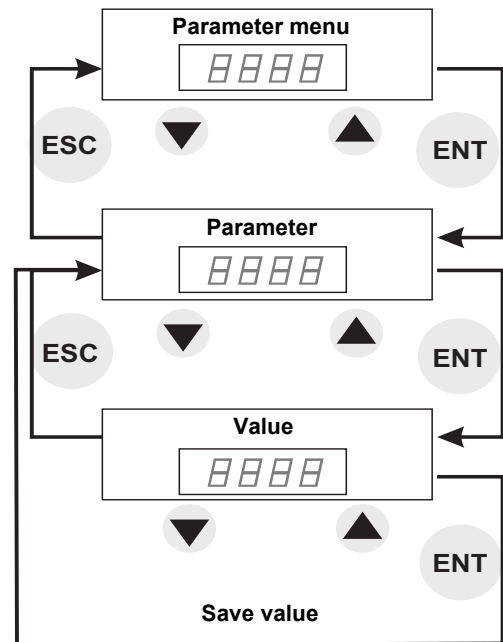 Parameter menu
8888
ESC
ENT
Parameter
8888
ESC
ENT
Value
8888
ENT
Save value